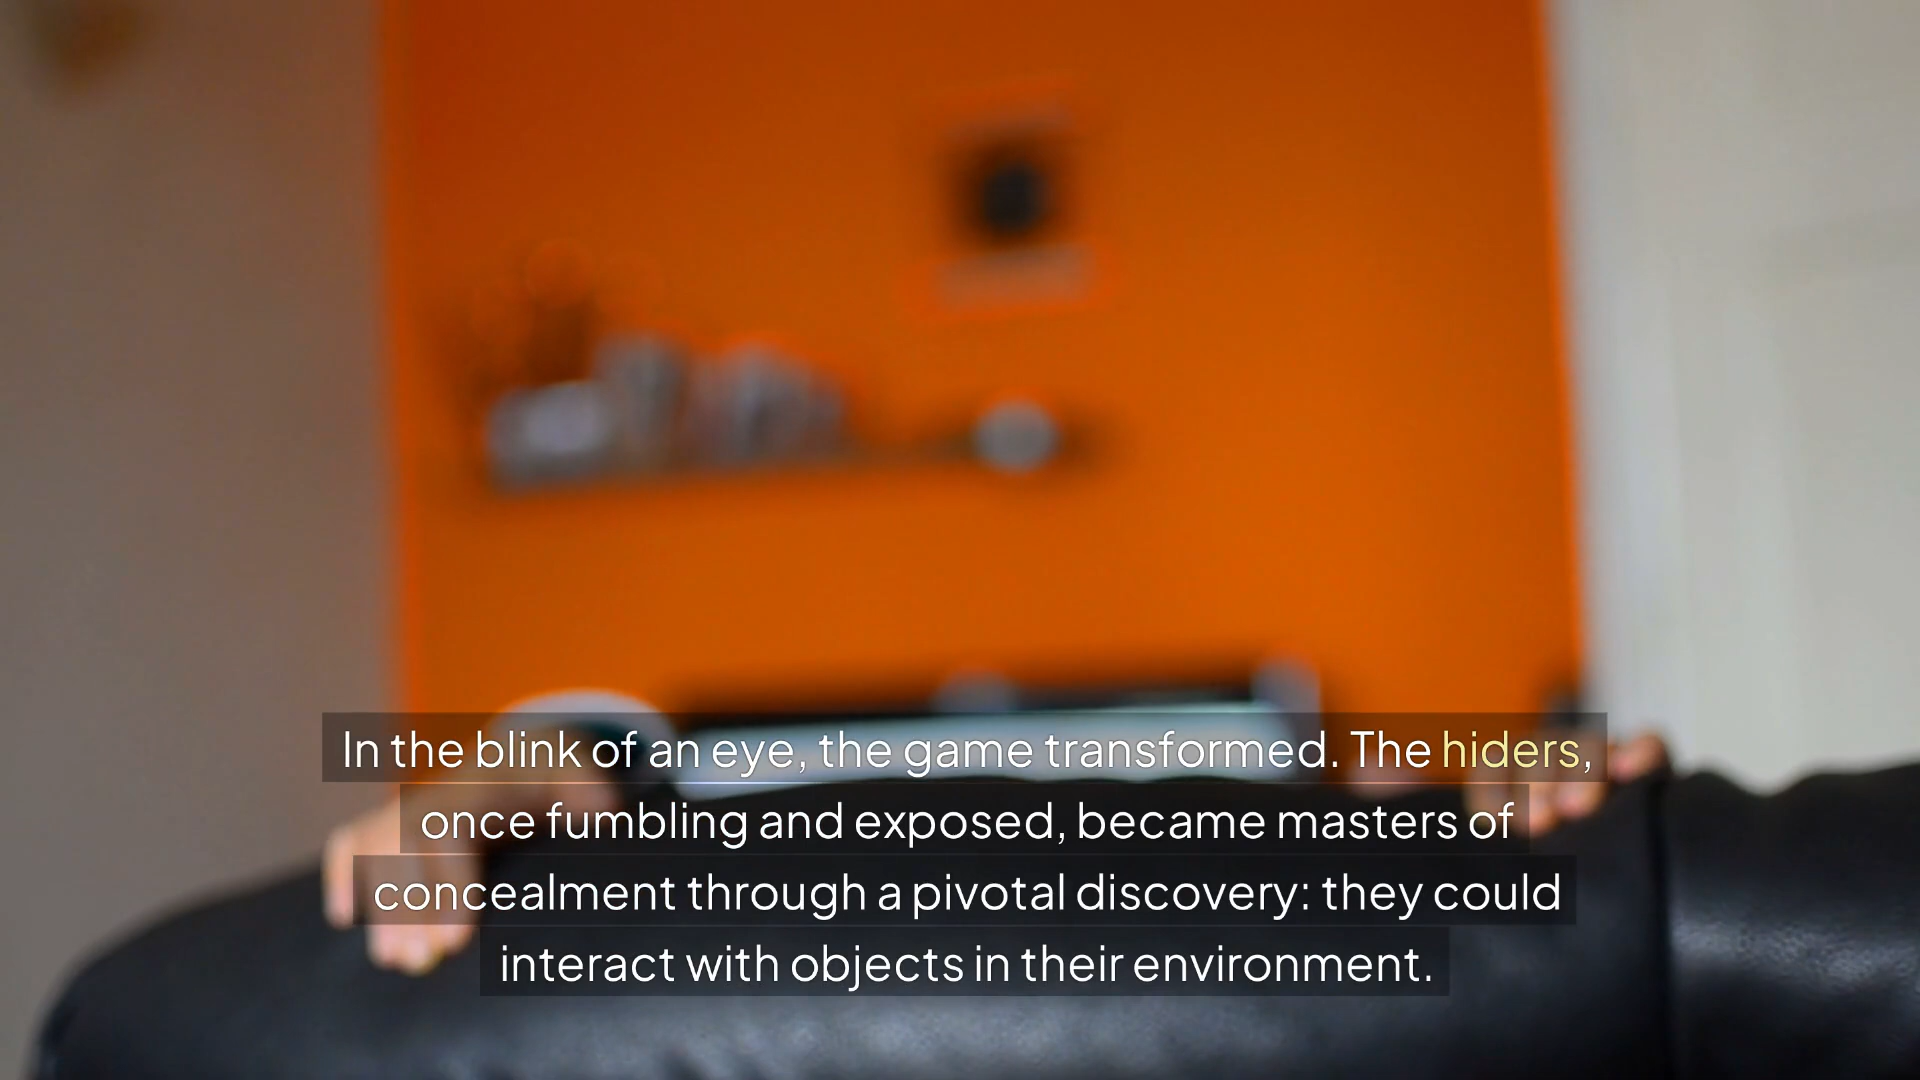 In the blink of an eye, the game transformed. The hiders,
once fumbling and exposed, became masters of
concealment through a pivotal discovery: they could
interact with objects in their environment.